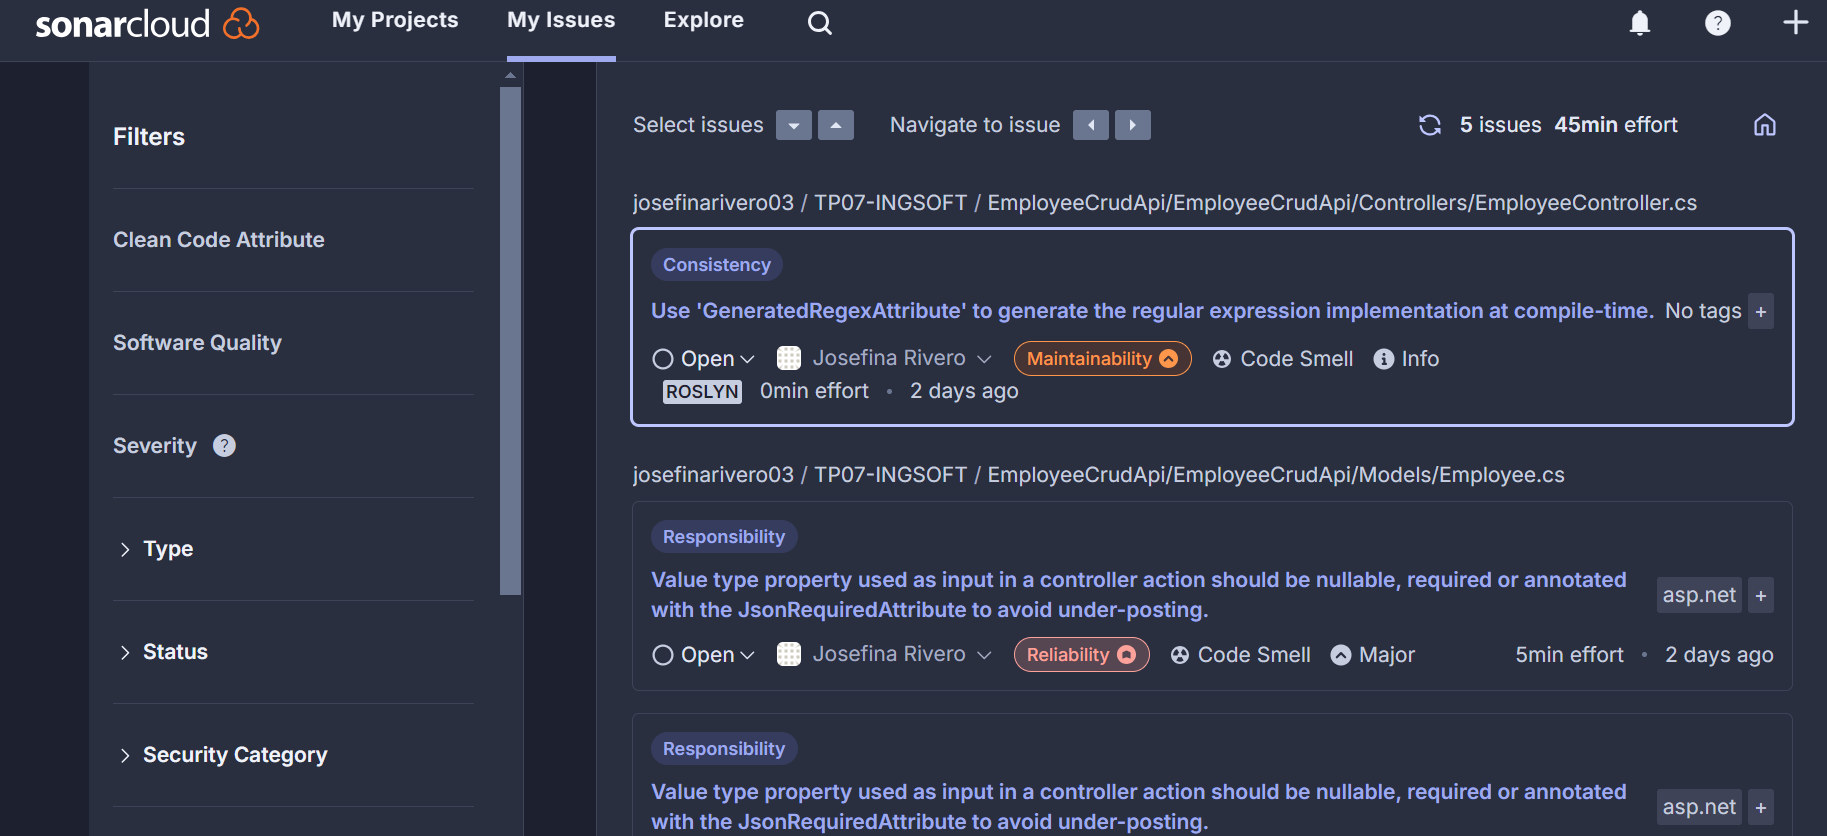 sonarcloud My Projects My Issues Explore ?
Filters
Clean Code Attribute
Software Quality
Severity ?
Type
Status
Security Category
Select issues Navigate to issue 5 issues 45min effort
josefinarivero03 / TP07-INGSOFT / EmployeeCrudApi/EmployeeCrudApi/Controllers/EmployeeController.cs
Consistency
Use 'GeneratedRegexAttribute' to generate the regular expression implementation at compile-time. No tags +
Open Josefina Rivero Maintainability Code Smell Info
ROSLYN 0min effort • 2 days ago
josefinarivero03 / TP07-INGSOFT / EmployeeCrudApi/EmployeeCrudApi/Models/Employee.cs
Responsibility
Value type property used as input in a controller action should be nullable, required or annotated
with the JsonRequiredAttribute to avoid under-posting.
asp.net +
Open Josefina Rivero Reliability Code Smell Major 5min effort • 2 days ago
Responsibility
Value type property used as input in a controller action should be nullable, required or annotated
with the JsonRequiredAttribute to avoid under-posting.
asp.net +